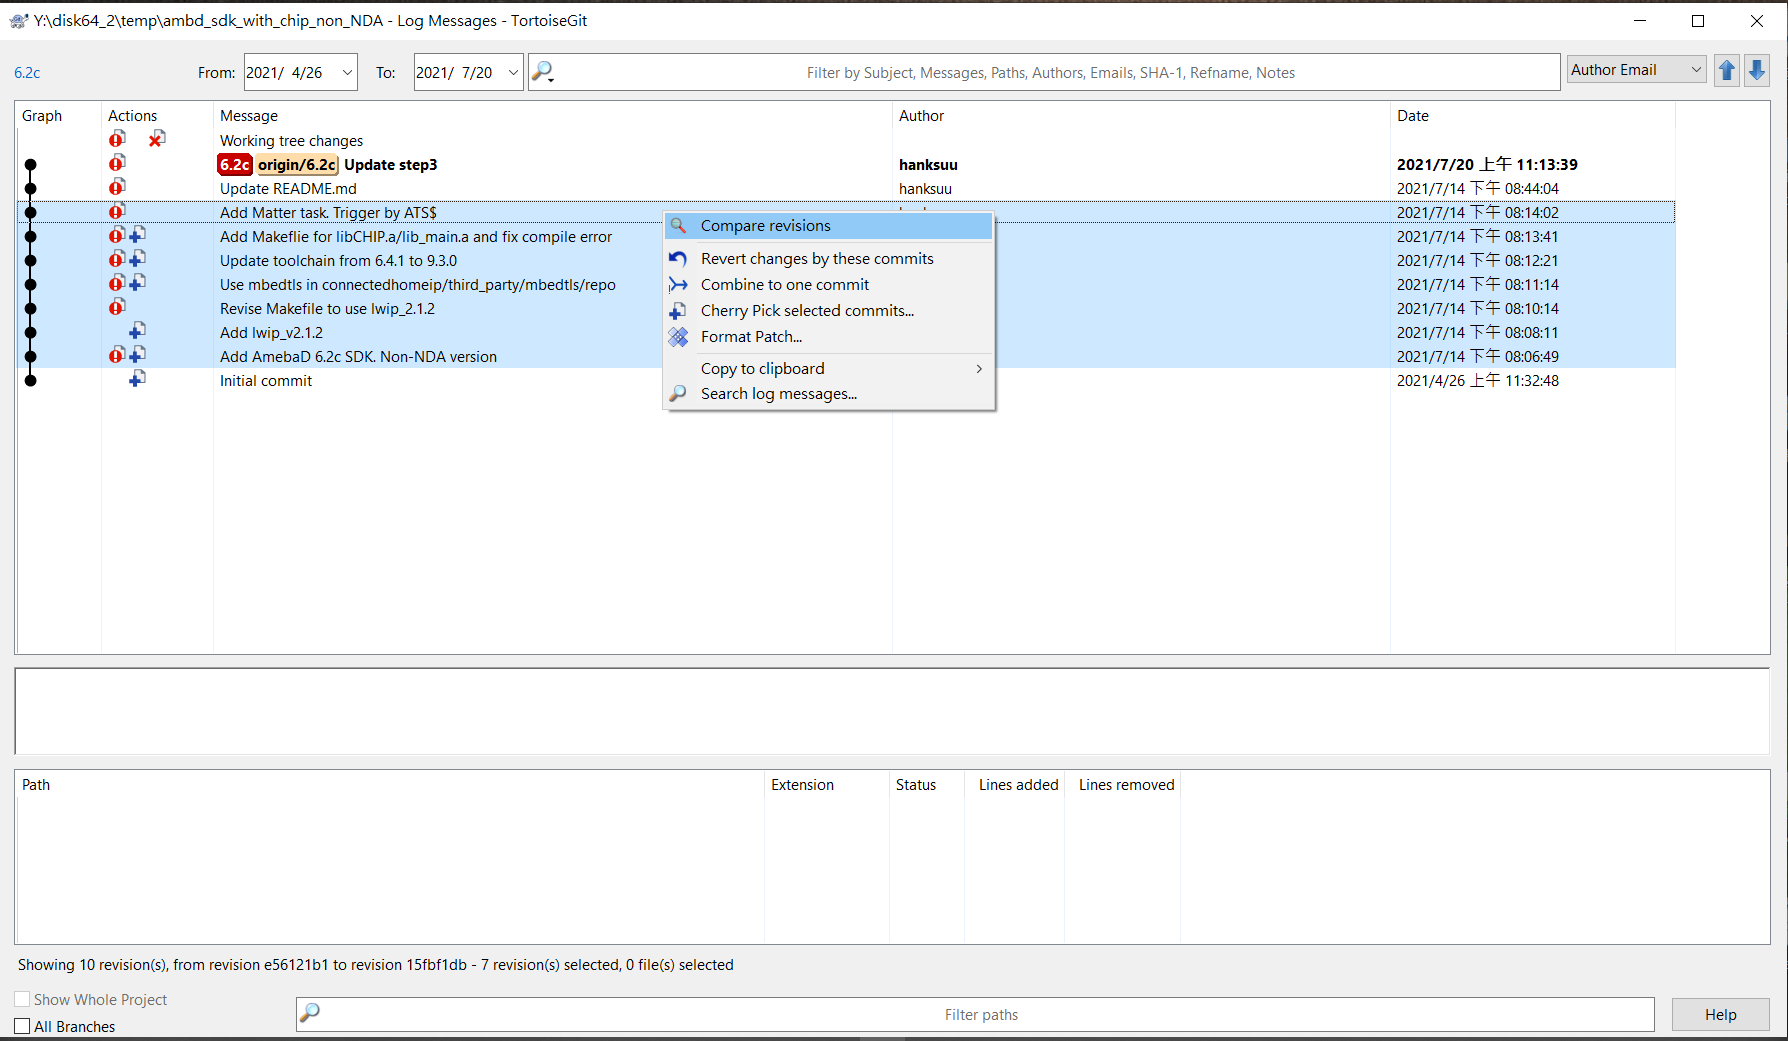 Y:\disk64_2\temp\ambd_sdk_with_chip_non_NDA - Log Messages - TortoiseGit
6.2c From: 2021/ 4/26 To: 2021/ 7/20 Filter by Subject, Messages, Paths, Authors, Emails, SHA-1, Refname, Notes Author Email
Graph Actions Message Author Date
Working tree changes
6.2c origin/6.2c Update step3 hanksuu 2021/7/20 上午 11:13:39
Update README.md hanksuu 2021/7/14 下午 08:44:04
Add Matter task. Trigger by ATS$ 2021/7/14 下午 08:14:02
Add Makeflie for libCHIP.a/lib_main.a and fix compile error 2021/7/14 下午 08:13:41
Update toolchain from 6.4.1 to 9.3.0 2021/7/14 下午 08:12:21
Use mbedtls in connectedhomeip/third_party/mbedtls/repo 2021/7/14 下午 08:11:14
Revise Makefile to use lwip_2.1.2 2021/7/14 下午 08:10:14
Add lwip_v2.1.2 2021/7/14 下午 08:08:11
Add AmebaD 6.2c SDK. Non-NDA version 2021/7/14 下午 08:06:49
Initial commit 2021/4/26 上午 11:32:48
Compare revisions
Revert changes by these commits
Combine to one commit
Cherry Pick selected commits...
Format Patch...
Copy to clipboard
Search log messages...
Path Extension Status Lines added Lines removed
Showing 10 revision(s), from revision e56121b1 to revision 15fbf1db - 7 revision(s) selected, 0 file(s) selected
Show Whole Project
All Branches
Filter paths
Help